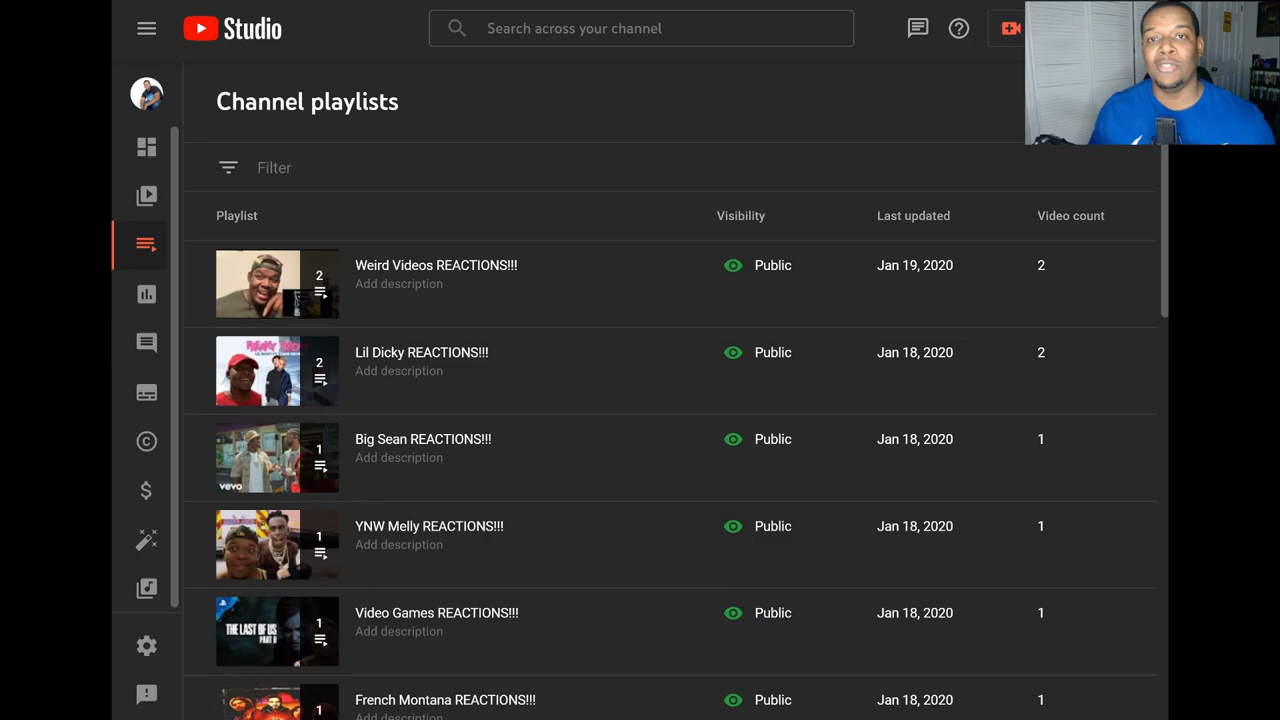 Studio
Search across your channel
Channel playlists
Filter
Playlist Visibility Last updated Video count
2
Weird Videos REACTIONS!!! Public Jan 19, 2020 2
Add description
2
Lil Dicky REACTIONS!!! Public Jan 18, 2020 2
Add description
1
Big Sean REACTIONS!!! Public Jan 18, 2020 1
Add description
vevo
1
YNW Melly REACTIONS!!! Public Jan 18, 2020 1
Add description
1
Video Games REACTIONS!!! Public Jan 18, 2020 1
Add description
THE LAST OF US
PART II
1
French Montana REACTIONS!!! Public Jan 18, 2020 1
Add description